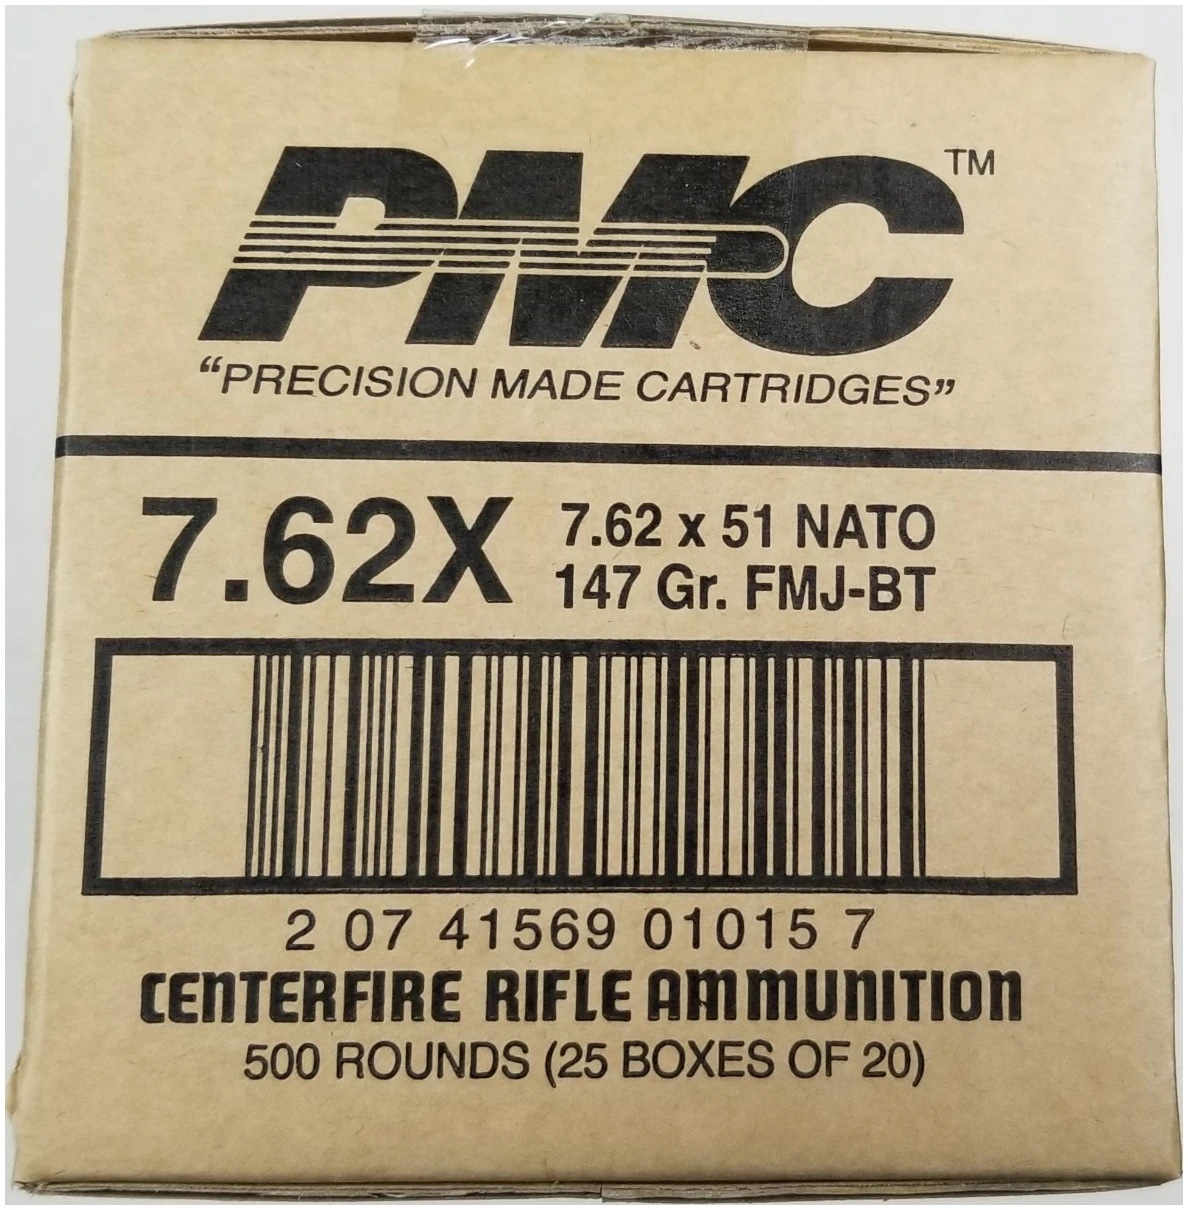 PMC™
“PRECISION MADE CARTRIDGES”
7.62X
7.62 x 51 NATO
147 Gr. FMJ-BT
2 07 41569 01015 7
CENTERFIRE RIFLE AMMUNITION
500 ROUNDS (25 BOXES OF 20)